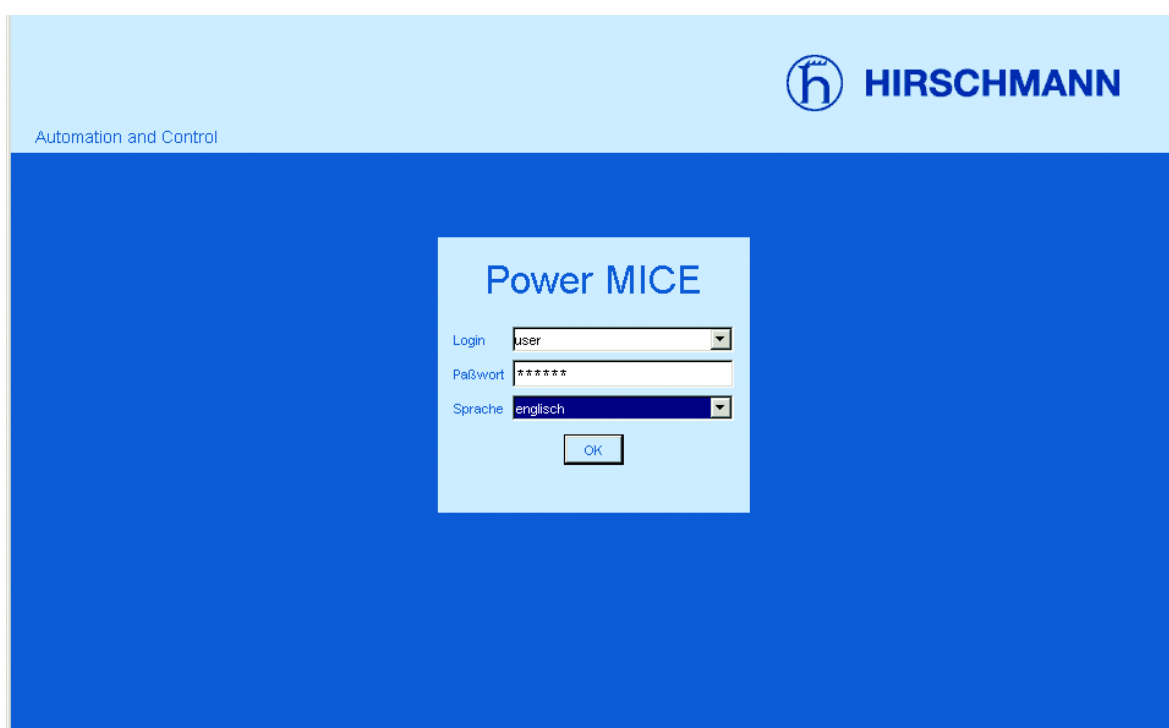 HIRSCHMANN
Automation and Control
Power MICE
Login user
Paßwort ******
Sprache englisch
OK